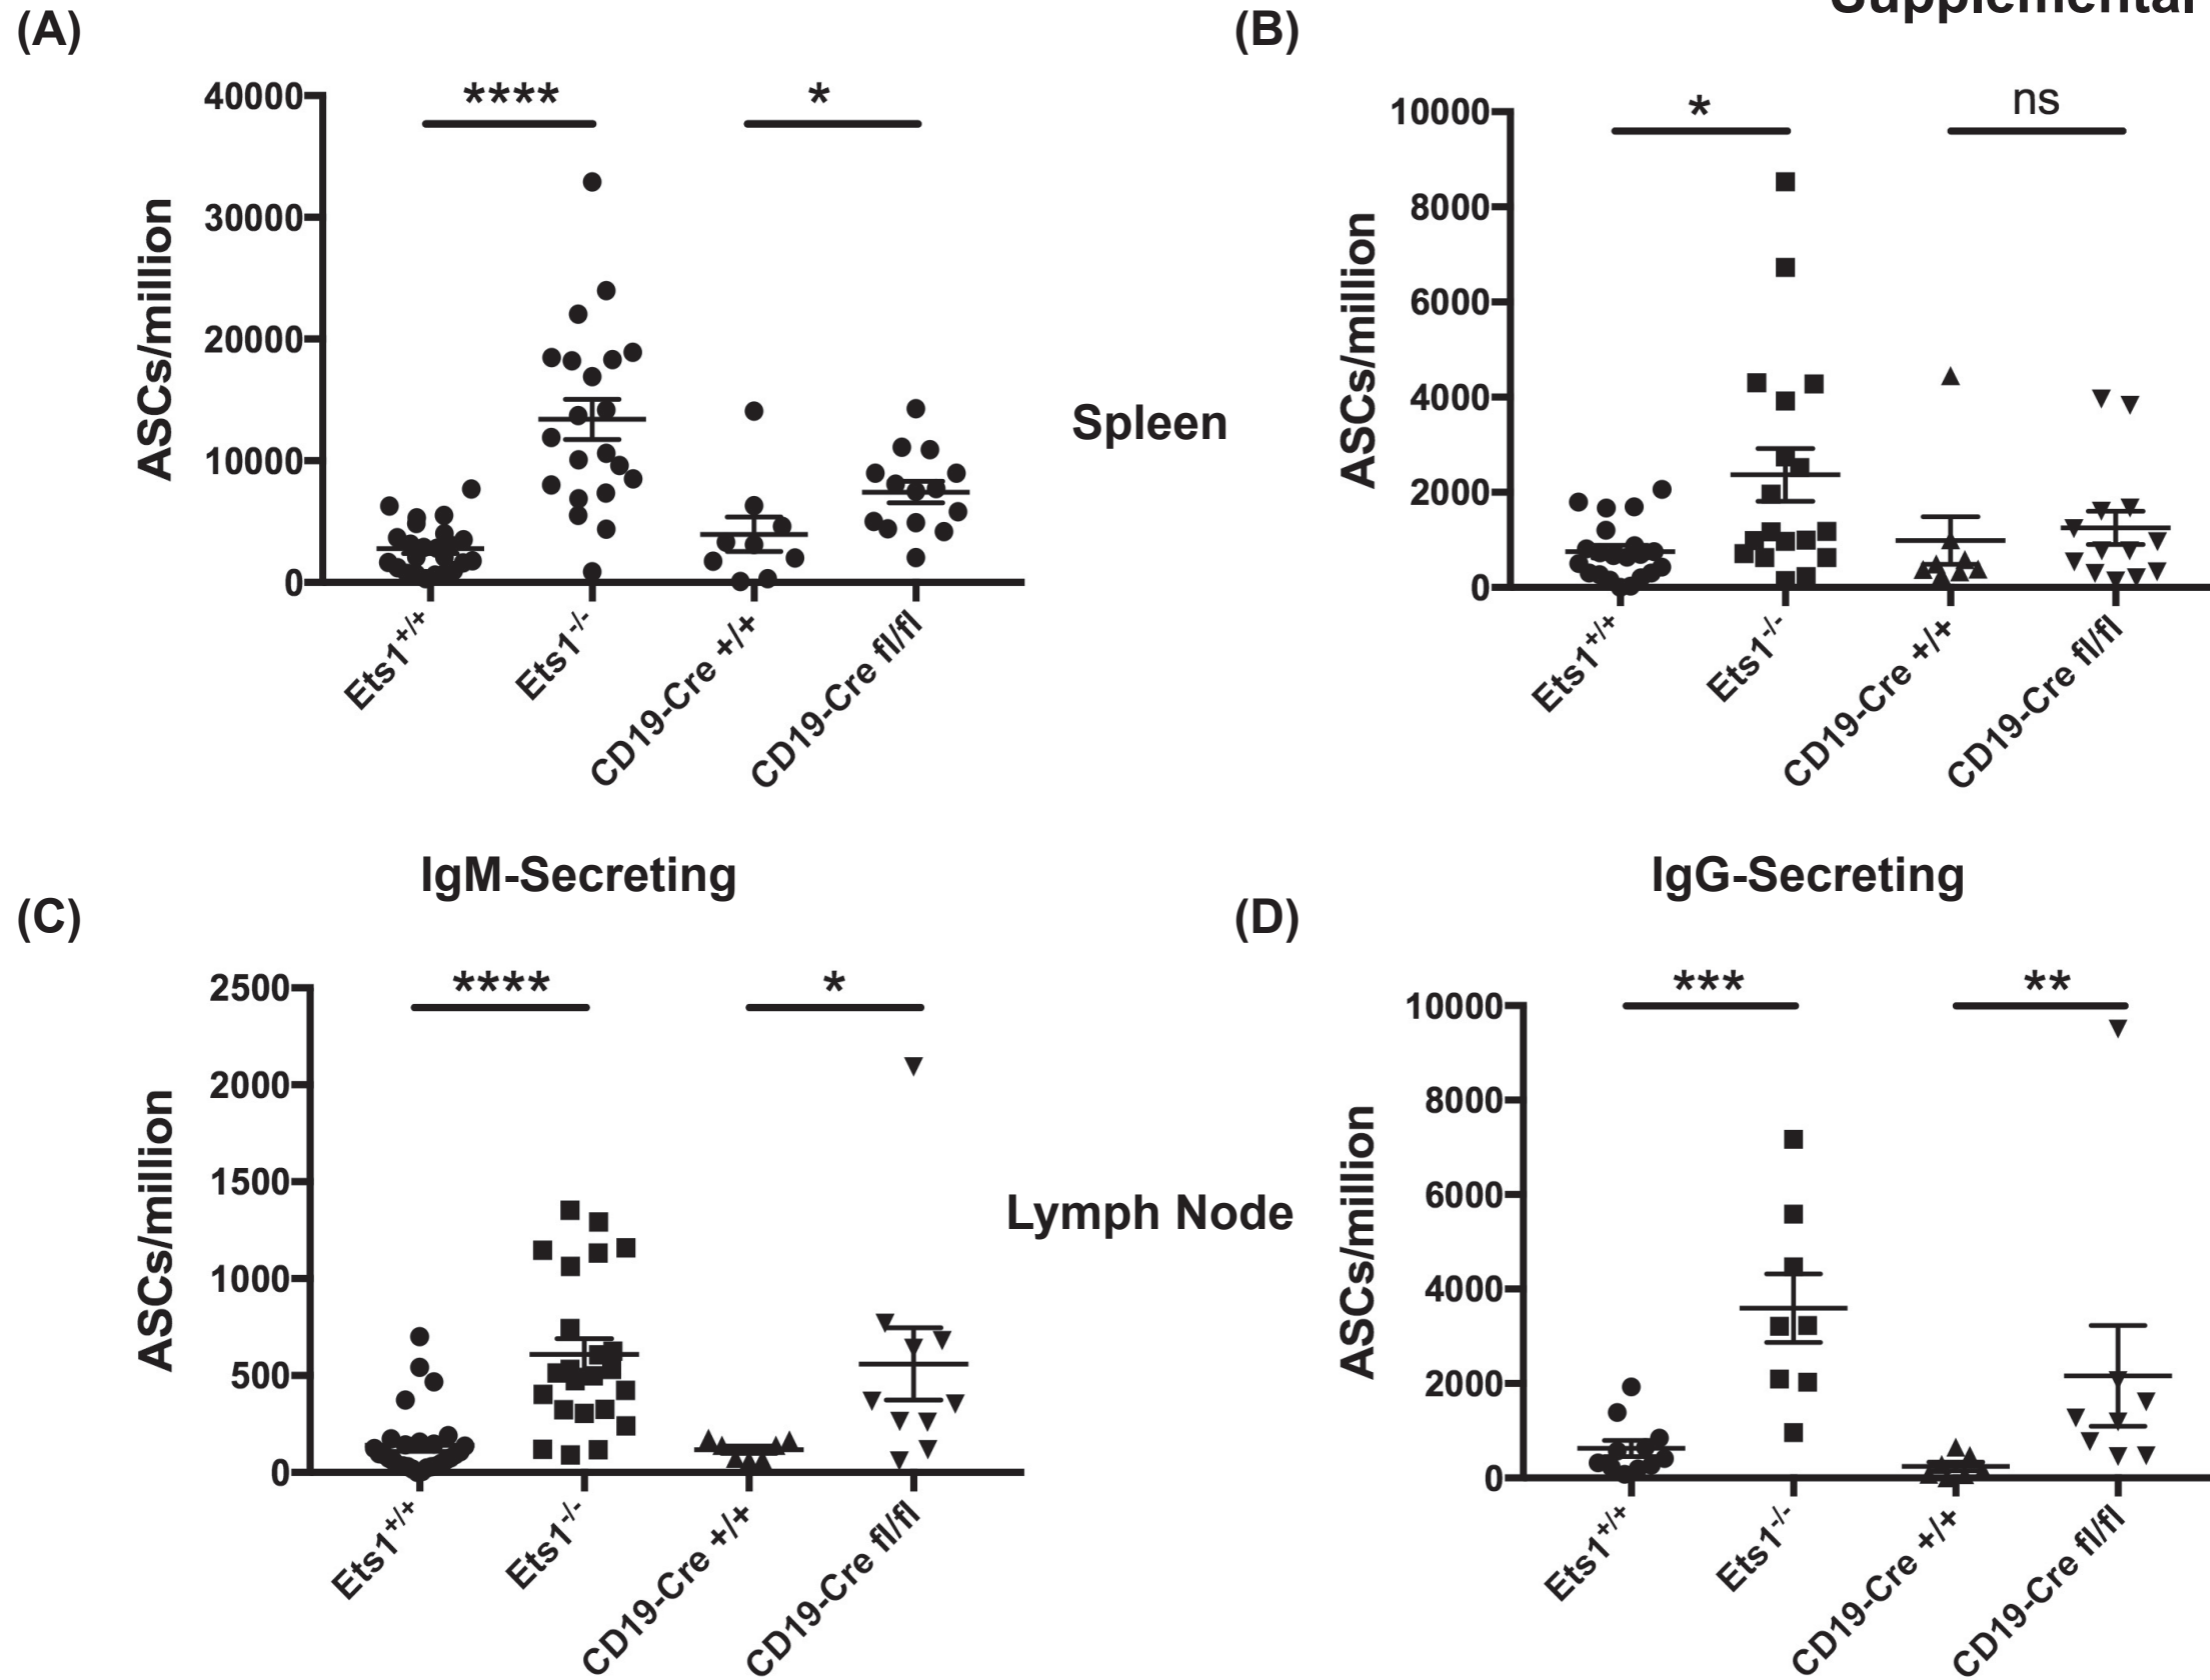 Supplemental
(A)
(B)
40000
30000
20000
10000
0
ASCs/million
****
*
Ets1+/+
Ets1-/-
CD19-Cre +/+
CD19-Cre fl/fl
Spleen
10000
8000
6000
4000
2000
0
ASCs/million
*
ns
Ets1+/+
Ets1-/-
CD19-Cre +/+
CD19-Cre fl/fl
IgM-Secreting
IgG-Secreting
(C)
(D)
2500
2000
1500
1000
500
0
ASCs/million
****
*
Ets1+/+
Ets1-/-
CD19-Cre +/+
CD19-Cre fl/fl
Lymph Node
10000
8000
6000
4000
2000
0
ASCs/million
***
**
Ets1+/+
Ets1-/-
CD19-Cre +/+
CD19-Cre fl/fl